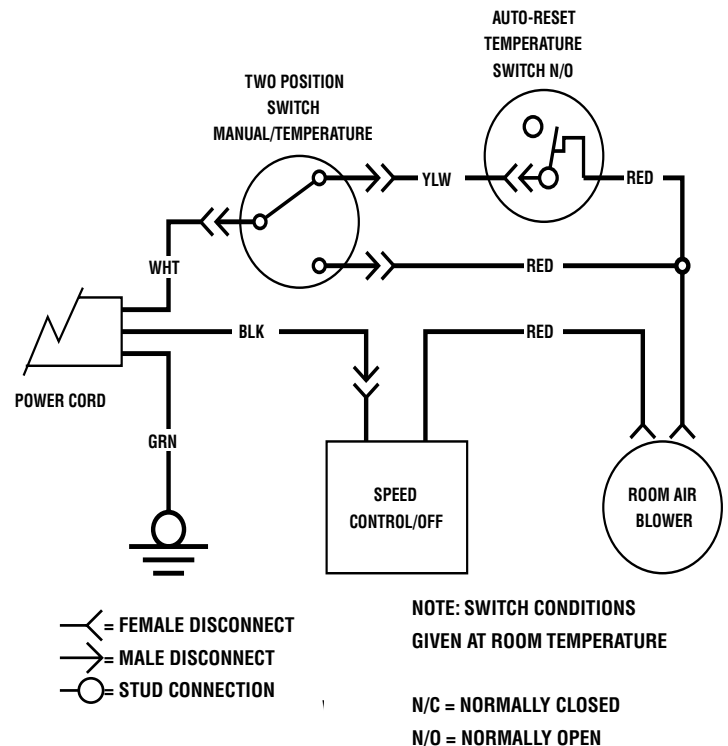 AUTO-RESET
TEMPERATURE
SWITCH N/O
TWO POSITION
SWITCH
MANUAL/TEMPERATURE
YLW
RED
WHT
RED
BLK
RED
POWER CORD
GRN
SPEED
CONTROL/OFF
ROOM AIR
BLOWER
= FEMALE DISCONNECT
= MALE DISCONNECT
= STUD CONNECTION
NOTE: SWITCH CONDITIONS
GIVEN AT ROOM TEMPERATURE
N/C = NORMALLY CLOSED
N/O = NORMALLY OPEN